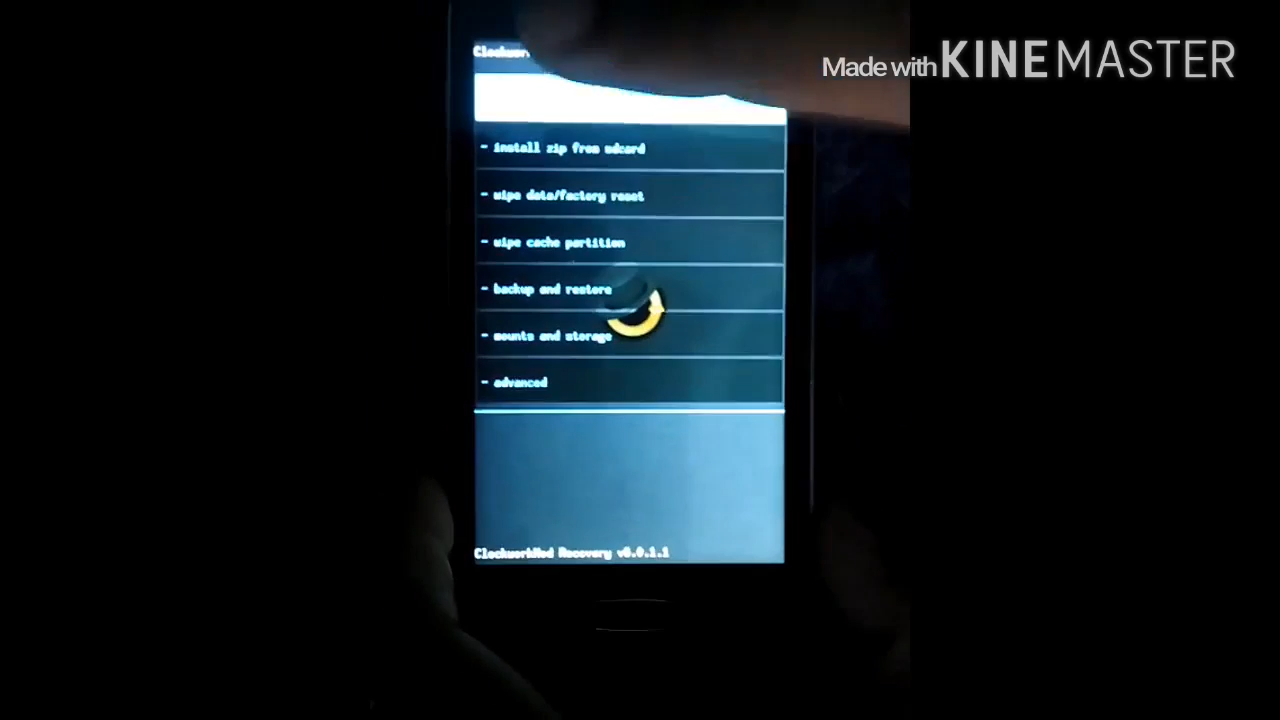 Clockwor
Made with KINEMASTER
- install zip from sdcard
- wipe data/factory reset
- wipe cache partition
- backup and restore
- mounts and storage
- advanced
ClockworkMod Recovery v6.0.1.1